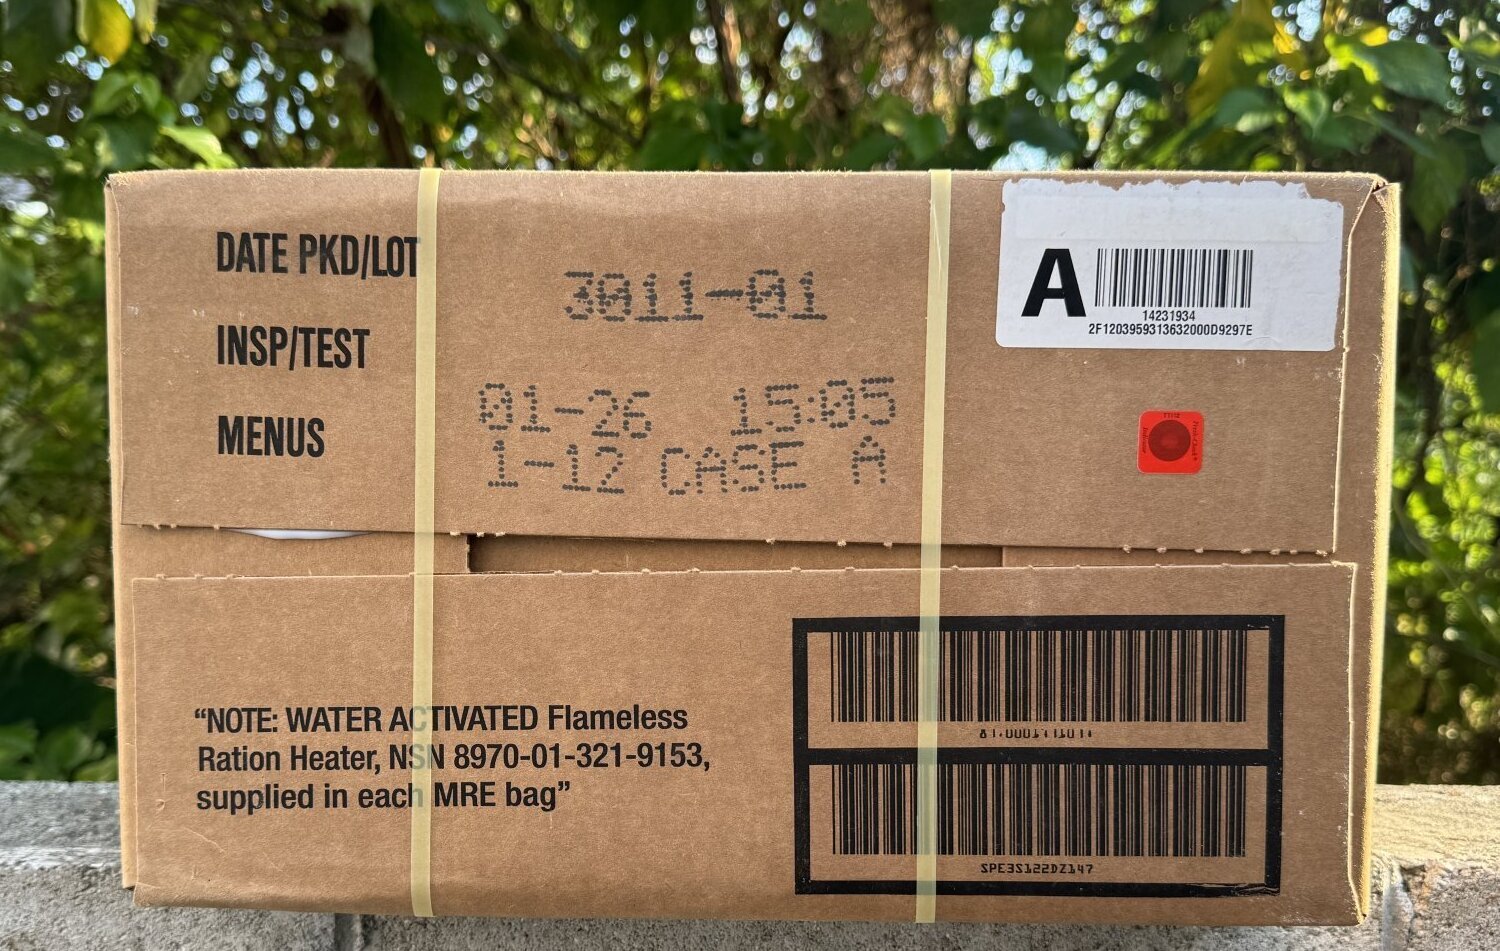 DATE PKD/LOT
3011-01
INSP/TEST
01-26 15:05
MENUS
1-12 CASE A
A
14231934
2F1203959313632000D9297E
"NOTE: WATER ACTIVATED Flameless
Ration Heater, NSN 8970-01-321-9153,
supplied in each MRE bag"
SPE3S122DZ147